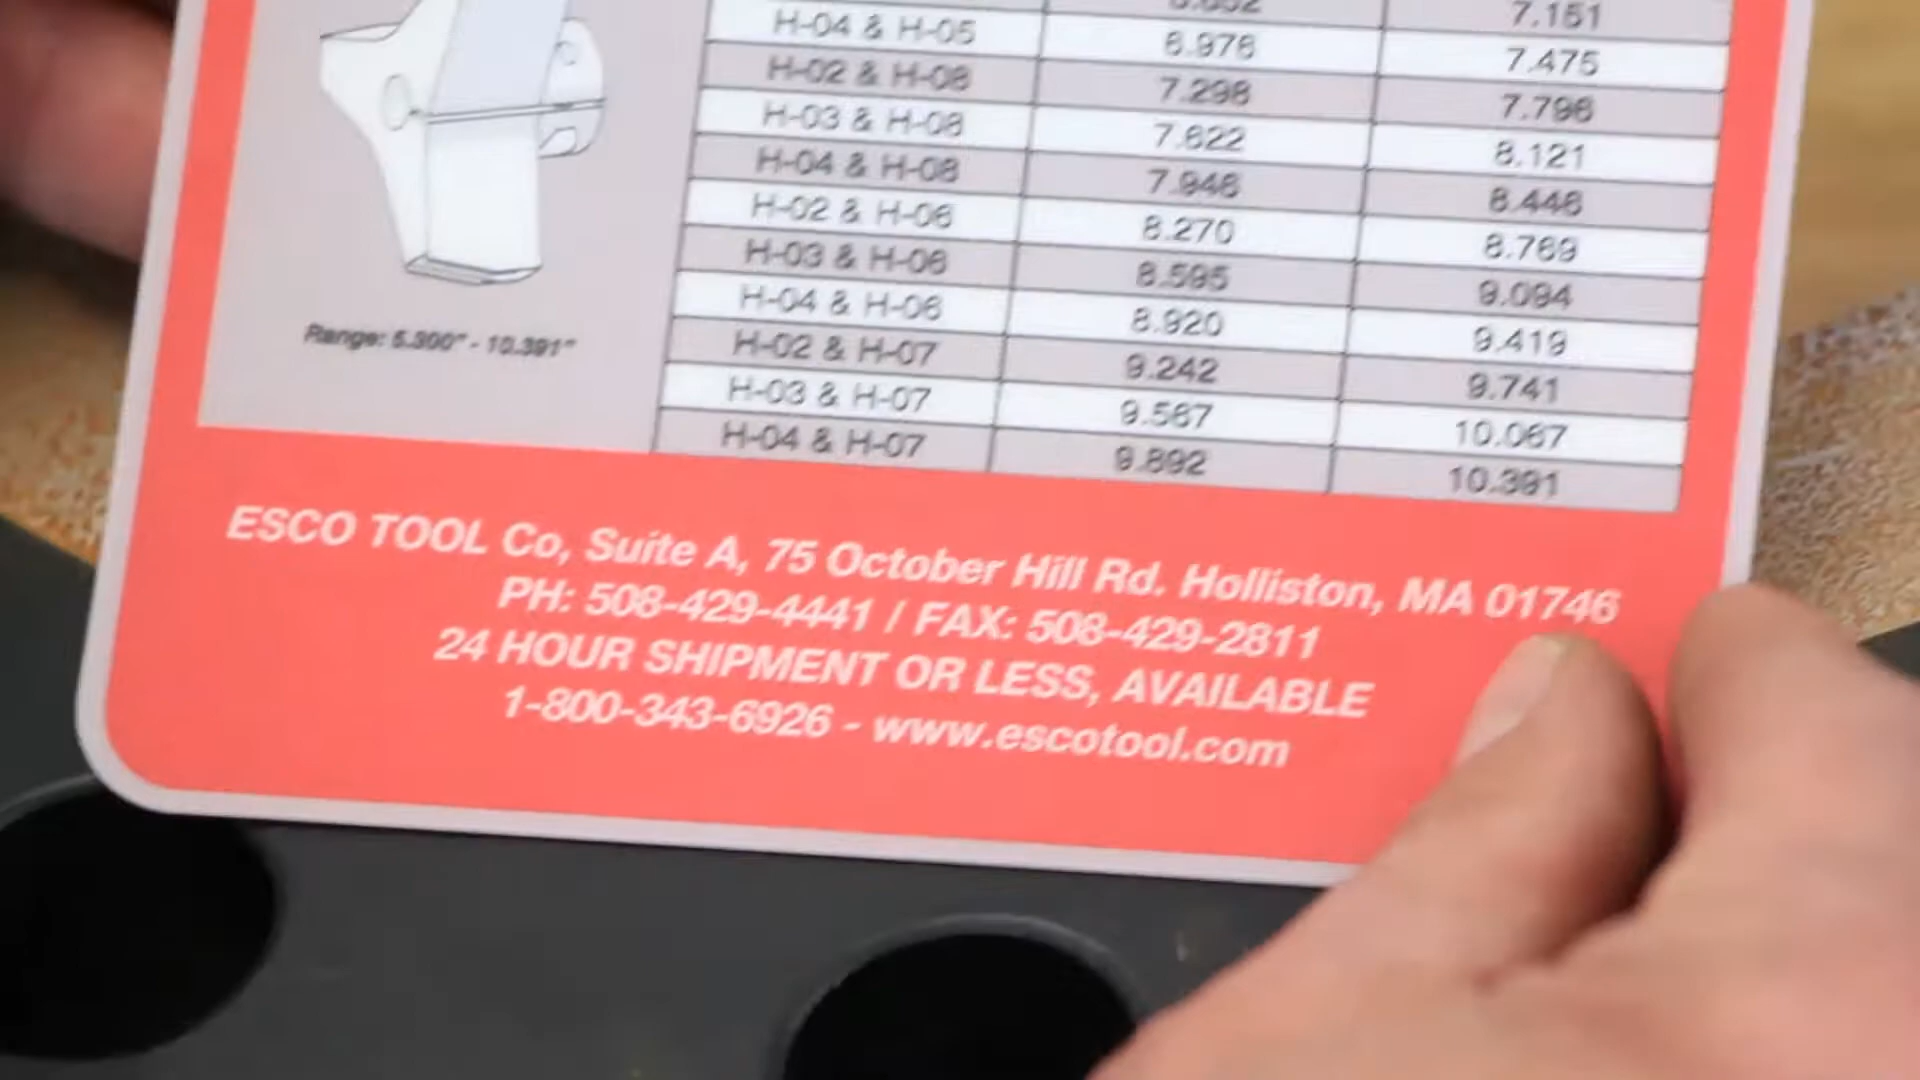 7.151
H-04 & H-05 6.976 7.475
H-02 & H-08 7.298 7.796
H-03 & H-08 7.622 8.121
H-04 & H-08 7.946 8.446
H-02 & H-06 8.270 8.769
H-03 & H-06 8.595 9.094
H-04 & H-06 8.920 9.419
H-02 & H-07 9.242 9.741
H-03 & H-07 9.567 10.067
H-04 & H-07 9.892 10.391
Range: 5.300" - 10.391"
ESCO TOOL Co, Suite A, 75 October Hill Rd. Holliston, MA 01746
PH: 508-429-4441 / FAX: 508-429-2811
24 HOUR SHIPMENT OR LESS, AVAILABLE
1-800-343-6926 - www.escotool.com